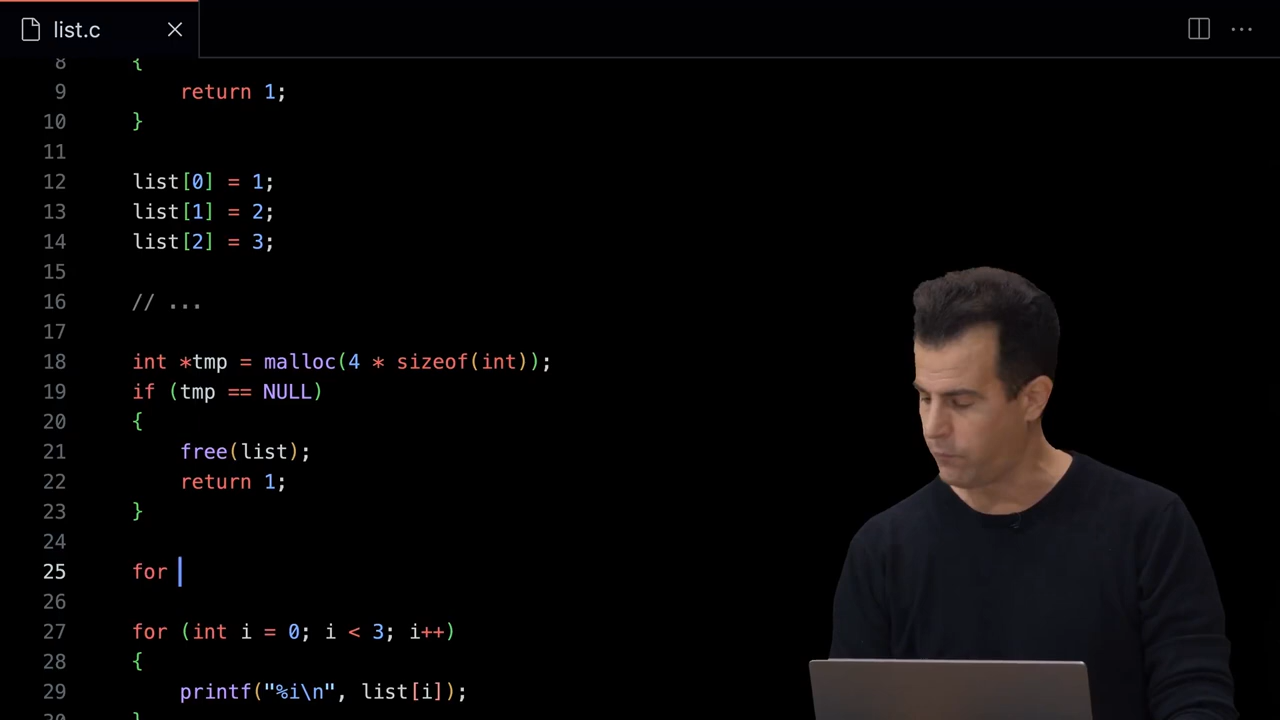 list.c
8 {
9 return 1;
10 }
11
12 list[0] = 1;
13 list[1] = 2;
14 list[2] = 3;
15
16 // ...
17
18 int *tmp = malloc(4 * sizeof(int));
19 if (tmp == NULL)
20 {
21 free(list);
22 return 1;
23 }
24
25 for
26
27 for (int i = 0; i < 3; i++)
28 {
29 printf("%i\n", list[i]);
30 }